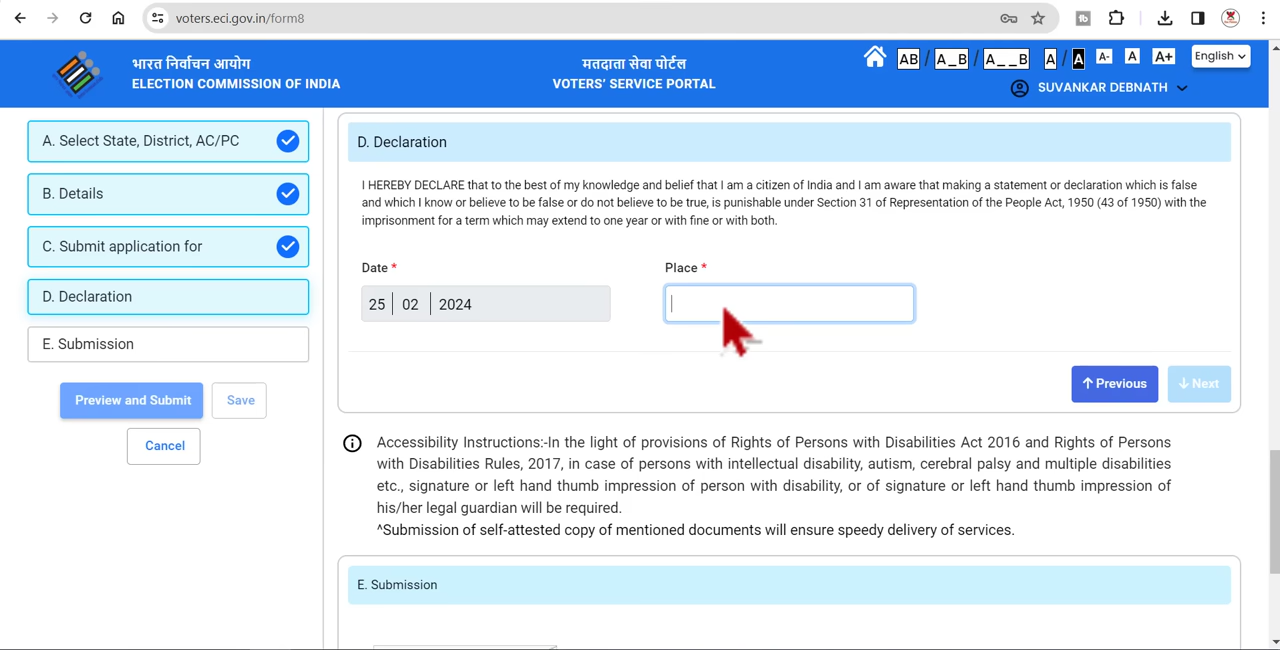 voters.eci.gov.in/form8
भारत निर्वाचन आयोग
ELECTION COMMISSION OF INDIA
मतदाता सेवा पोर्टल
VOTERS' SERVICE PORTAL
AB / A_B / A__B A / A A- A A+ English
SUVANKAR DEBNATH
A. Select State, District, AC/PC
B. Details
C. Submit application for
D. Declaration
E. Submission
Preview and Submit Save
Cancel
D. Declaration
I HEREBY DECLARE that to the best of my knowledge and belief that I am a citizen of India and I am aware that making a statement or declaration which is false
and which I know or believe to be false or do not believe to be true, is punishable under Section 31 of Representation of the People Act, 1950 (43 of 1950) with the
imprisonment for a term which may extend to one year or with fine or with both.
Date * Place *
25 02 2024
Previous Next
Accessibility Instructions:-In the light of provisions of Rights of Persons with Disabilities Act 2016 and Rights of Persons
with Disabilities Rules, 2017, in case of persons with intellectual disability, autism, cerebral palsy and multiple disabilities
etc., signature or left hand thumb impression of person with disability, or of signature or left hand thumb impression of
his/her legal guardian will be required.
^Submission of self-attested copy of mentioned documents will ensure speedy delivery of services.
E. Submission